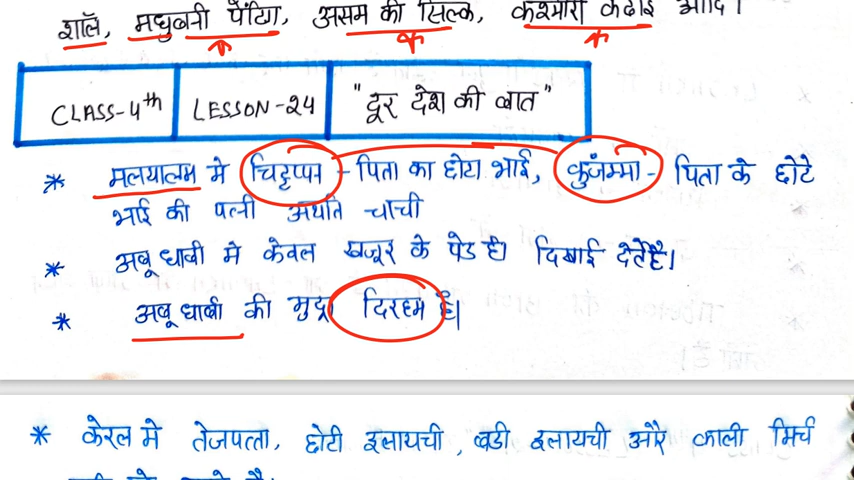 शॉल, मधुबनी पेंटिंग, असम की सिल्क, कश्मीरी कढाई आदि।
CLASS-4th LESSON-24 "दूर देश की बात"
* मलयालम मे चिट्टप्पा - पिता का छोटा भाई, कुंजम्मा - पिता के छोटे
भाई की पत्नी अर्थात चाची
* अबू धाबी मे केवल खजूर के पेड ही दिखाई देते है।
* अबू धाबी की मुद्रा दिरहम है।
* केरल मे तेजपत्ता, छोटी इलायची, बडी इलायची और काली मिर्च